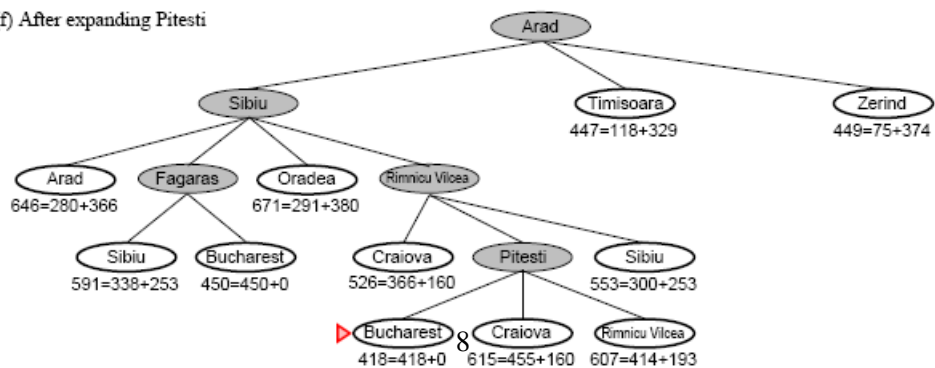 f) After expanding Pitesti
Arad
Sibiu Timisoara Zerind
447=118+329 449=75+374
Arad Fagaras Oradea Rimnicu Vilcea
646=280+366 671=291+380
Sibiu Bucharest Craiova Pitesti Sibiu
591=338+253 450=450+0 526=366+160 553=300+253
Bucharest 8 Craiova Rimnicu Vilcea
418=418+0 615=455+160 607=414+193